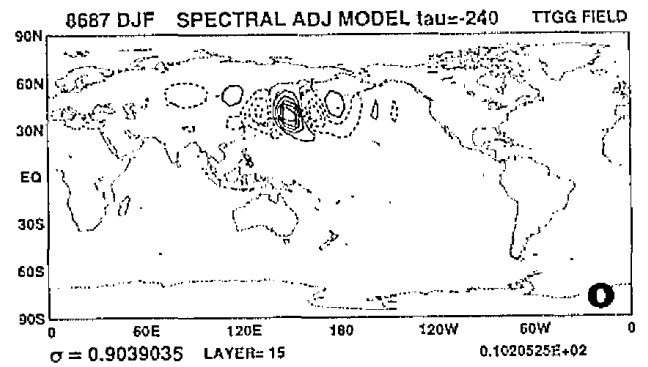 8687 DJF SPECTRAL ADJ MODEL tau=-240 TTGG FIELD
90N
60N
30N
EQ
30S
60S
90S
0 60E 120E 180 120W 60W 0
σ = 0.9039035 LAYER= 15 0.1020525E+02
O